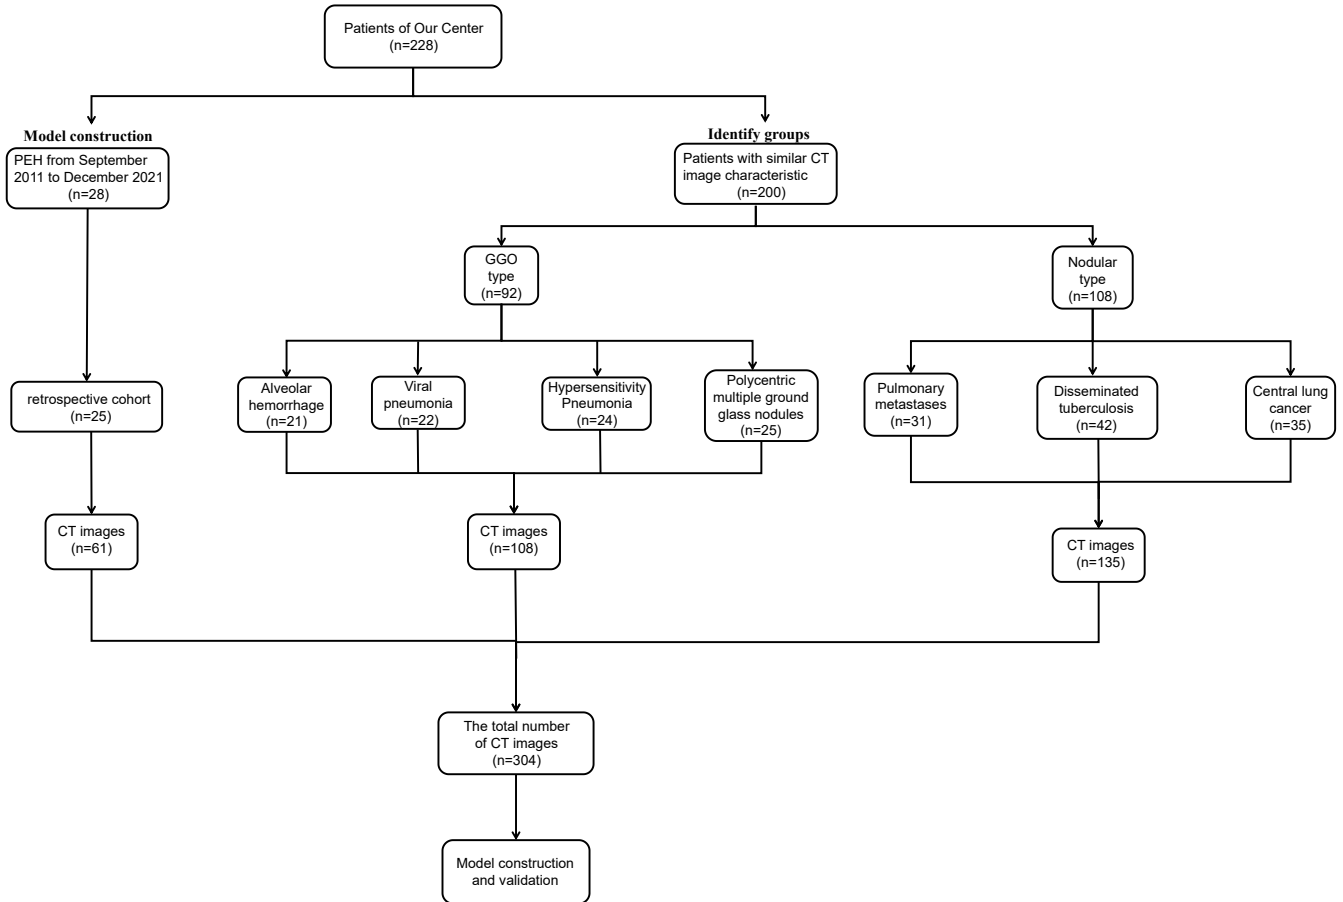 Patients of Our Center
(n=228)
Model construction
PEH from September
2011 to December 2021
(n=28)
Identify groups
Patients with similar CT
image characteristic
(n=200)
GGO
type
(n=92)
Nodular
type
(n=108)
retrospective cohort
(n=25)
Alveolar
hemorrhage
(n=21)
Viral
pneumonia
(n=22)
Hypersensitivity
Pneumonia
(n=24)
Polycentric
multiple ground
glass nodules
(n=25)
Pulmonary
metastases
(n=31)
Disseminated
tuberculosis
(n=42)
Central lung
cancer
(n=35)
CT images
(n=61)
CT images
(n=108)
CT images
(n=135)
The total number
of CT images
(n=304)
Model construction
and validation